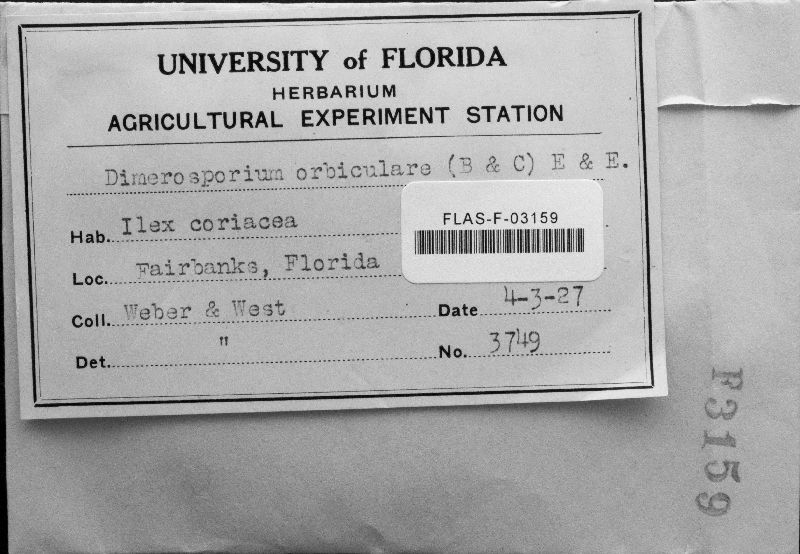 UNIVERSITY of FLORIDA
HERBARIUM
AGRICULTURAL EXPERIMENT STATION
Dimerosporium orbiculare (B & C) E & E.
Hab. Ilex coriacea
FLAS-F-03159
Loc. Fairbanks, Florida
Coll. Weber & West Date 4-3-27
Det. " No. 3749
F3159